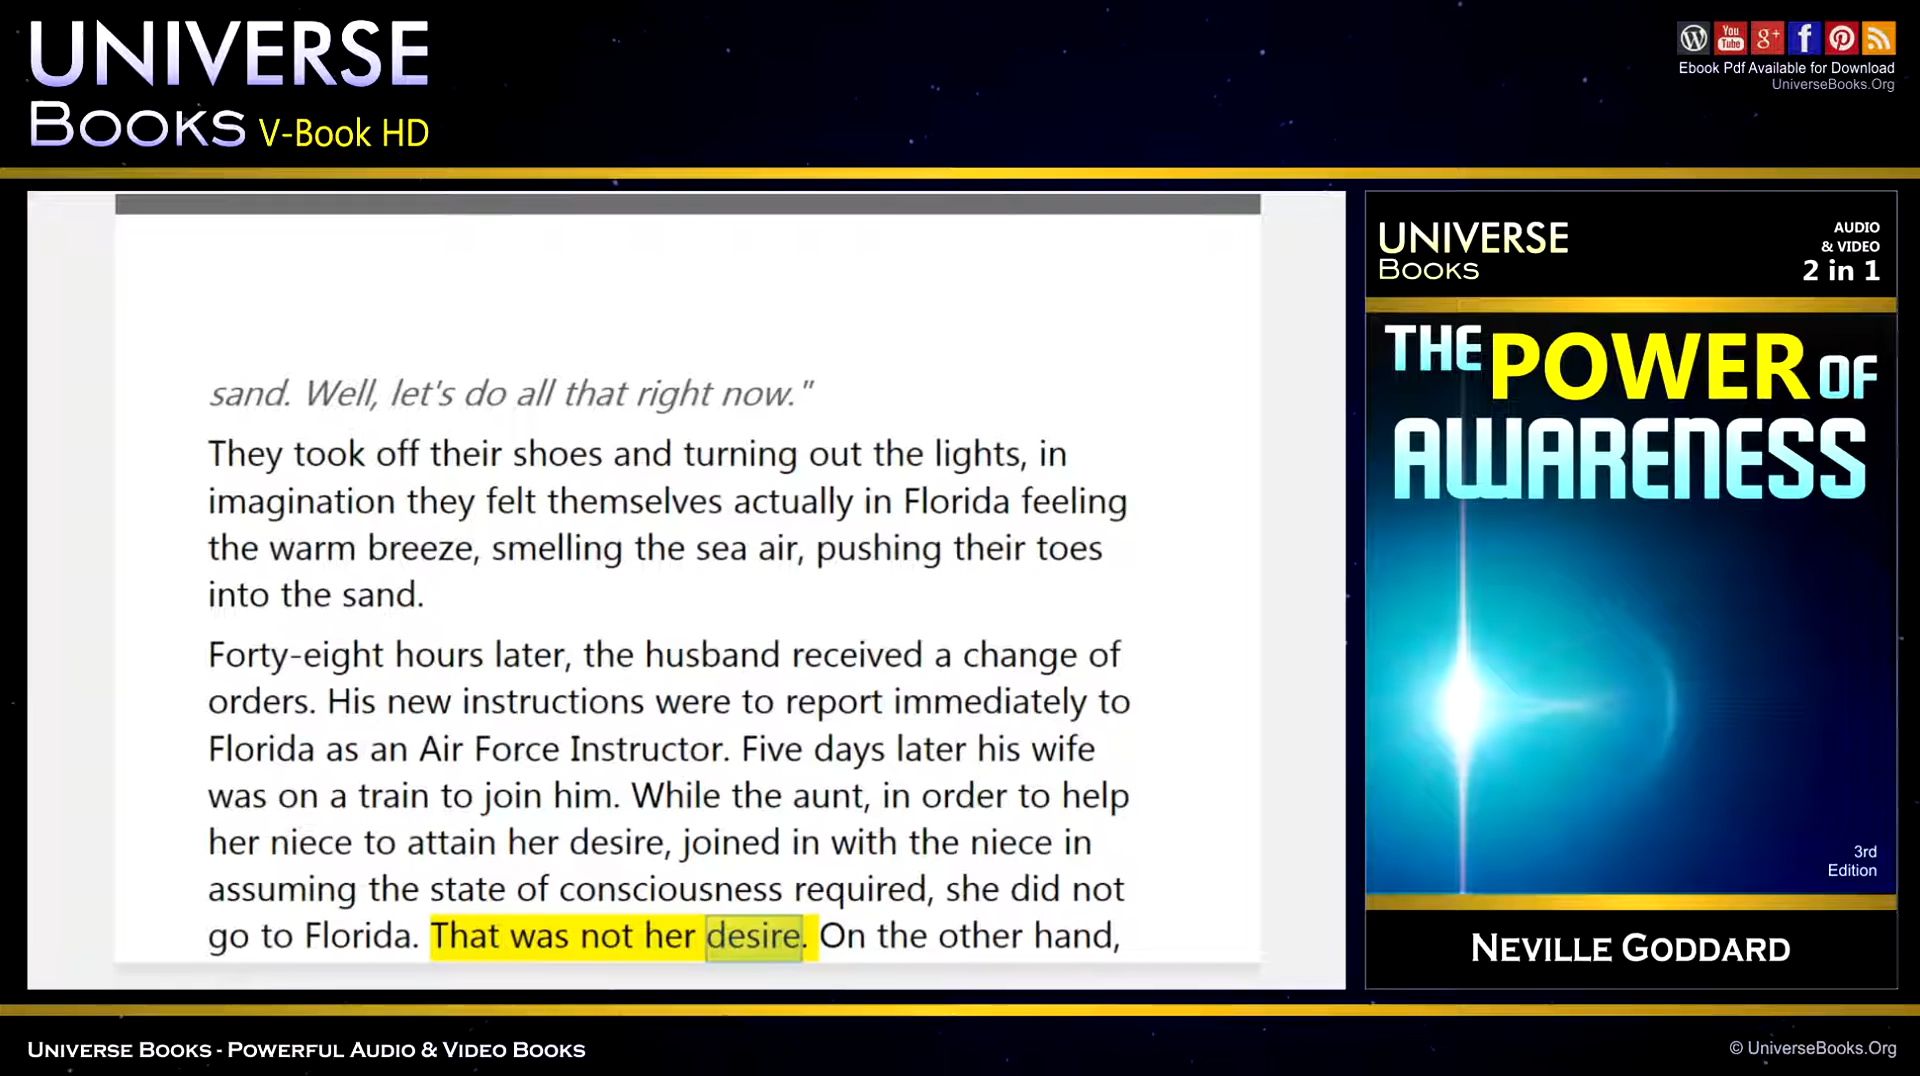 UNIVERSE
BOOKS V-Book HD
You
Tube
g+
f
Ebook Pdf Available for Download
UniverseBooks.Org
sand. Well, let's do all that right now."
They took off their shoes and turning out the lights, in
imagination they felt themselves actually in Florida feeling
the warm breeze, smelling the sea air, pushing their toes
into the sand.
Forty-eight hours later, the husband received a change of
orders. His new instructions were to report immediately to
Florida as an Air Force Instructor. Five days later his wife
was on a train to join him. While the aunt, in order to help
her niece to attain her desire, joined in with the niece in
assuming the state of consciousness required, she did not
go to Florida. That was not her desire. On the other hand,
UNIVERSE
BOOKS
AUDIO
& VIDEO
2 in 1
THE POWER OF
AWARENESS
3rd
Edition
NEVILLE GODDARD
UNIVERSE BOOKS - POWERFUL AUDIO & VIDEO BOOKS
© UniverseBooks.Org